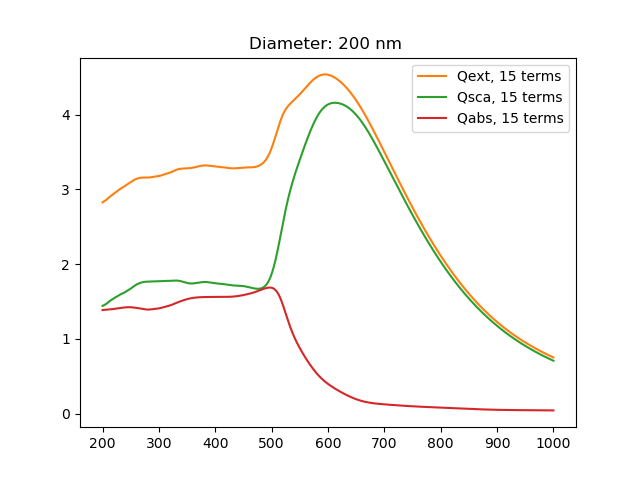 Diameter: 200 nm
Qext, 15 terms
Qsca, 15 terms
Qabs, 15 terms
4
3
2
1
0
200 300 400 500 600 700 800 900 1000